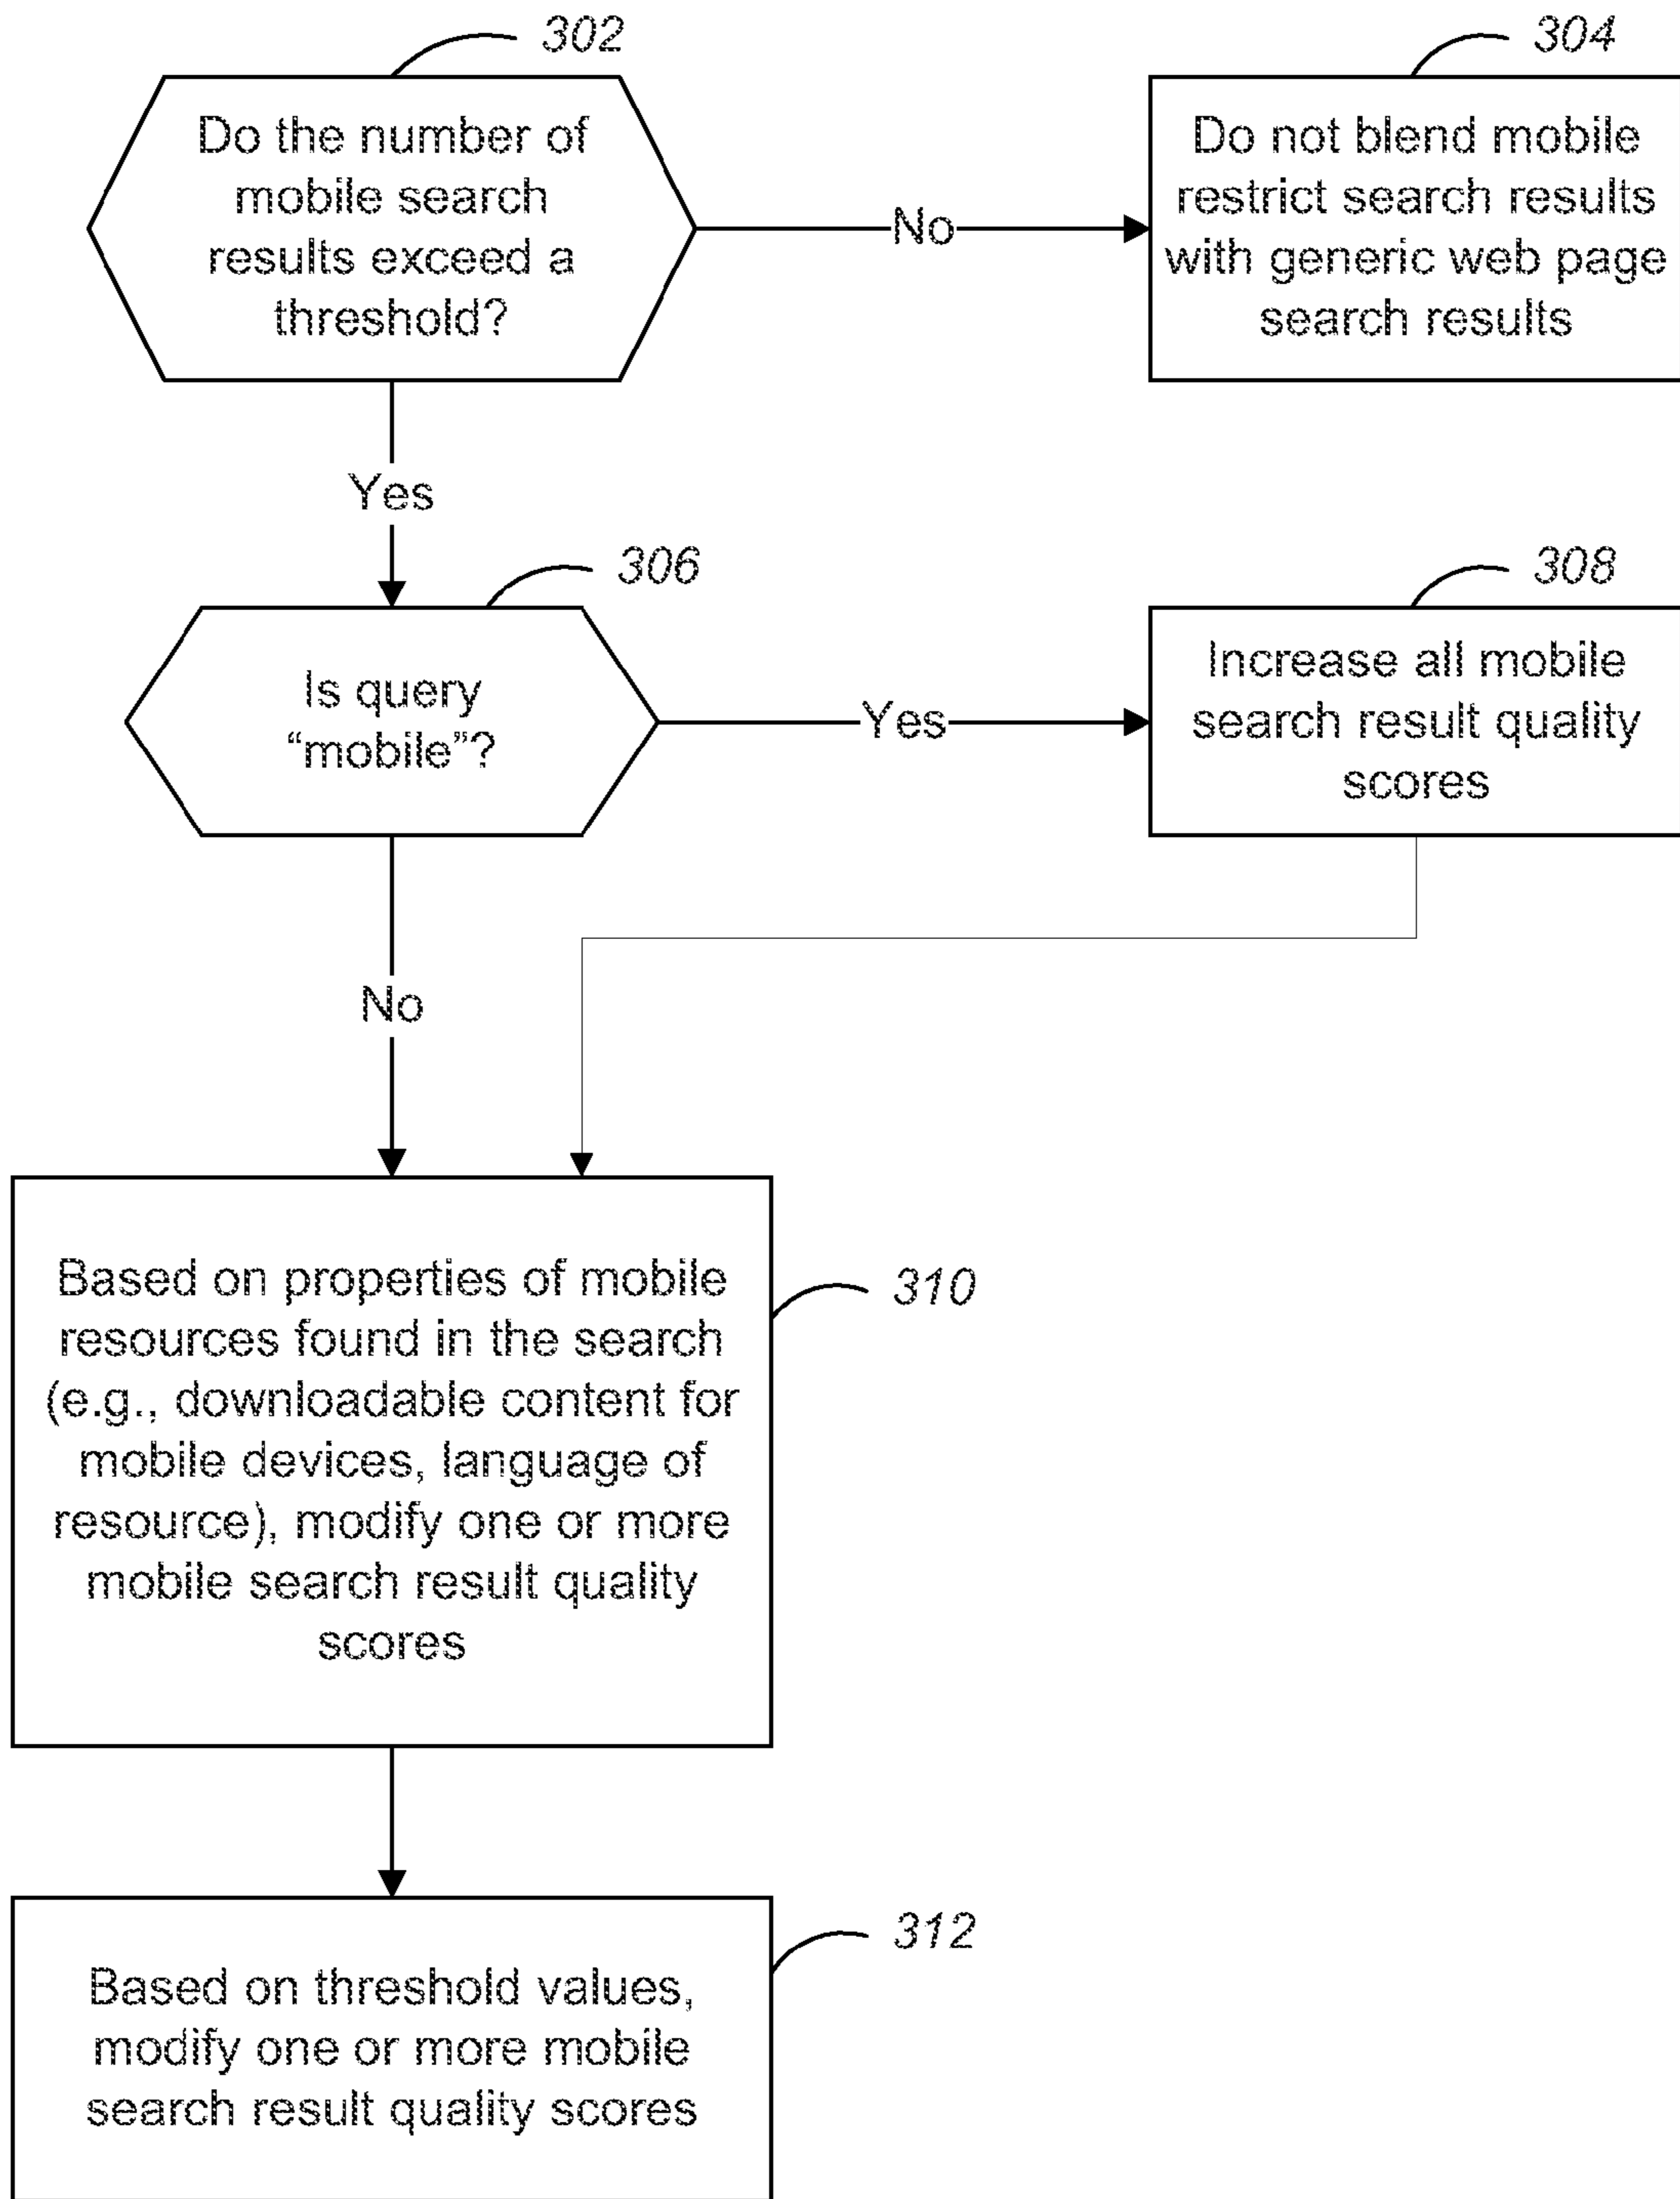 302
Do the number of
mobile search
results exceed a
threshold?
No
304
Do not blend mobile
restrict search results
with generic web page
search results
Yes
306
Is query
“mobile”?
Yes
308
Increase all mobile
search result quality
scores
No
310
Based on properties of mobile
resources found in the search
(e.g., downloadable content for
mobile devices, language of
resource), modify one or more
mobile search result quality
scores
312
Based on threshold values,
modify one or more mobile
search result quality scores